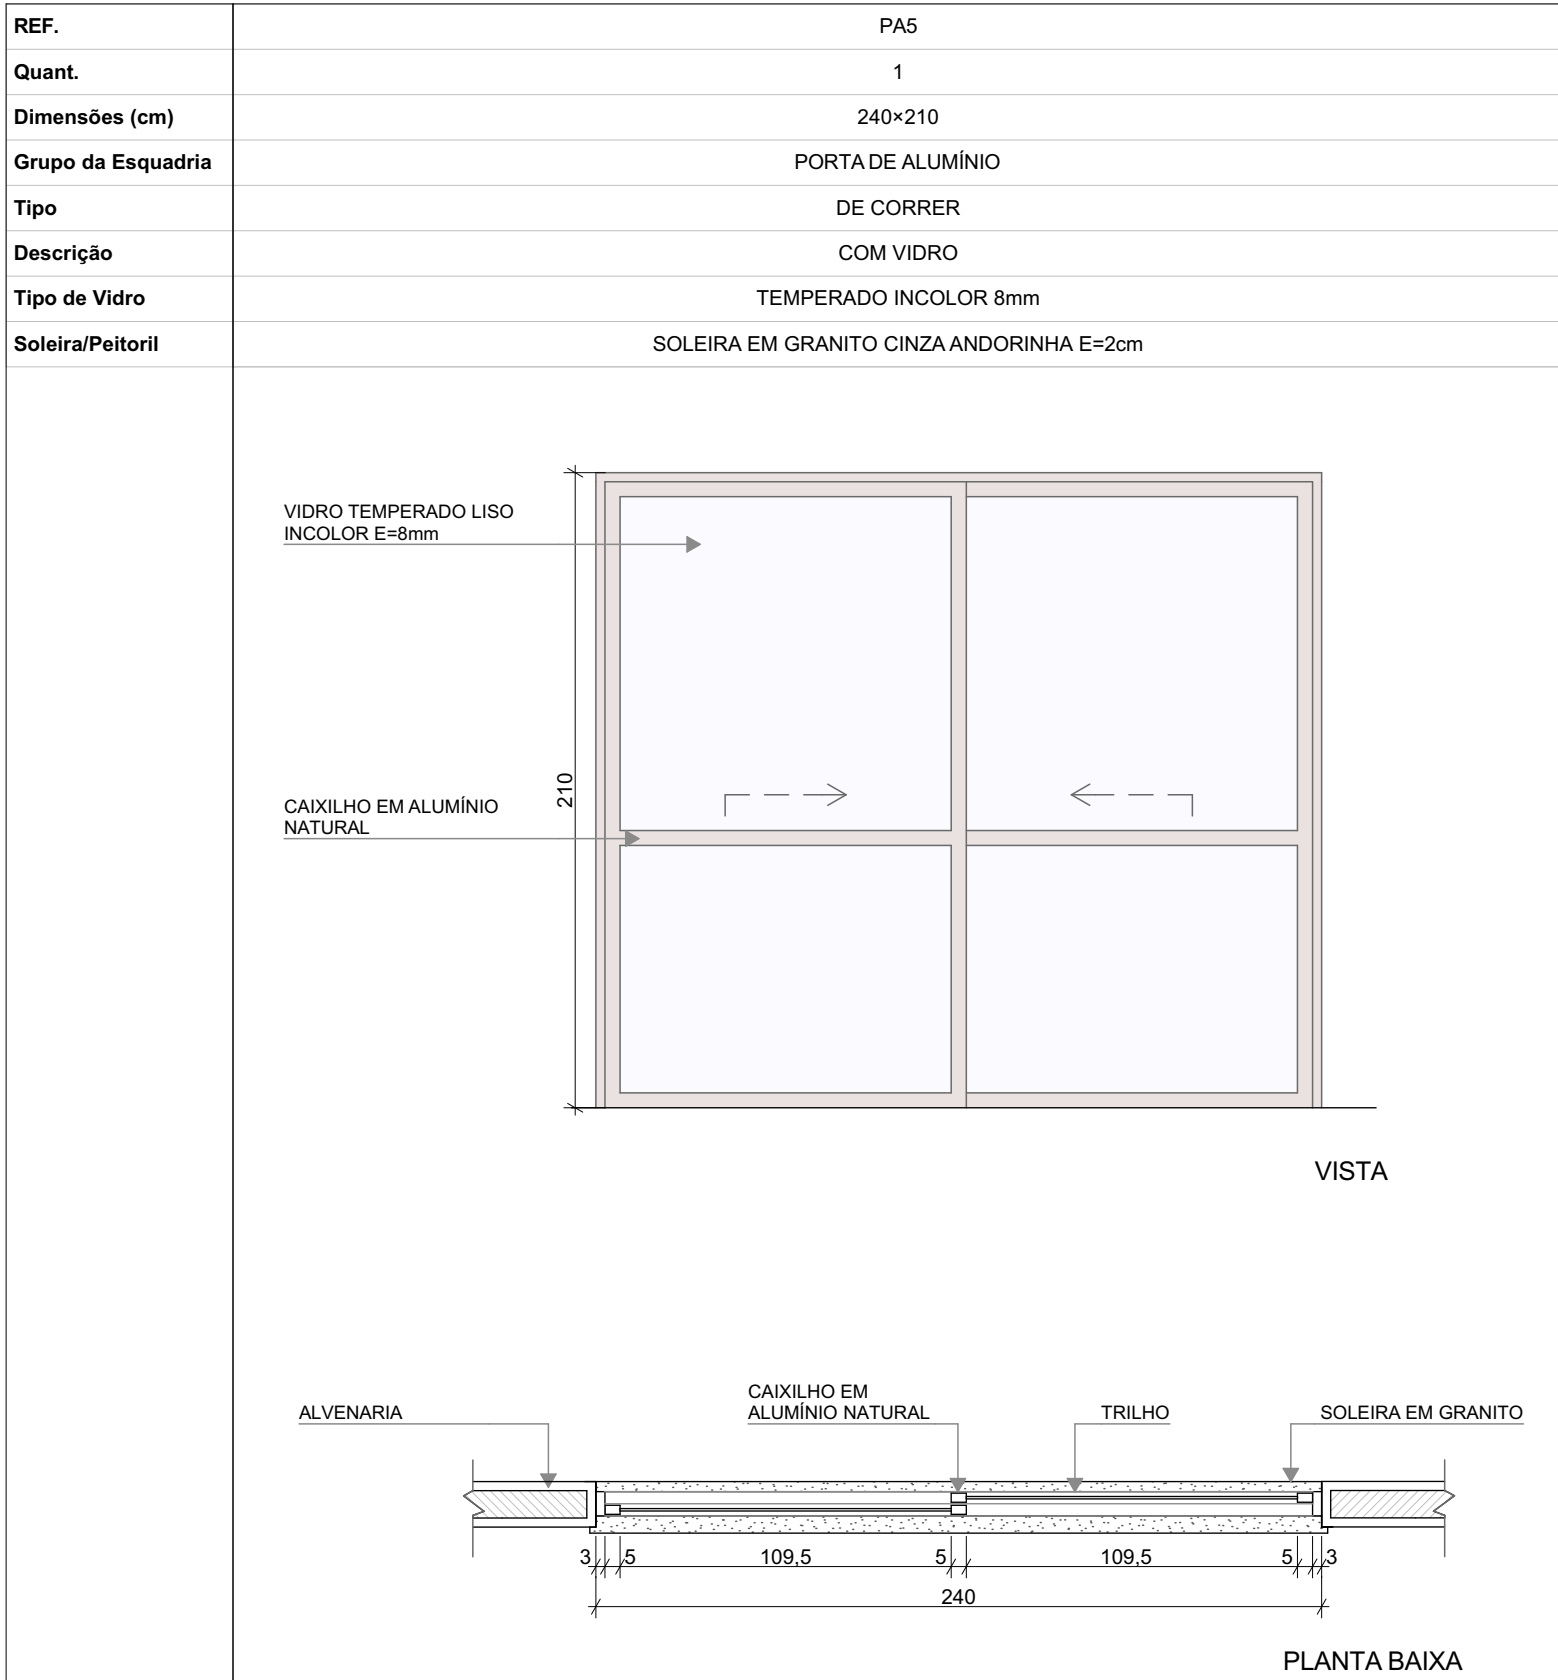 REF. PA5
Quant. 1
Dimensões (cm) 240×210
Grupo da Esquadria PORTA DE ALUMÍNIO
Tipo DE CORRER
Descrição COM VIDRO
Tipo de Vidro TEMPERADO INCOLOR 8mm
Soleira/Peitoril SOLEIRA EM GRANITO CINZA ANDORINHA E=2cm
VIDRO TEMPERADO LISO
INCOLOR E=8mm
210
CAIXILHO EM ALUMÍNIO
NATURAL
VISTA
ALVENARIA
CAIXILHO EM
ALUMÍNIO NATURAL
TRILHO
SOLEIRA EM GRANITO
3 5 109,5 5 109,5 5 3
240
PLANTA BAIXA